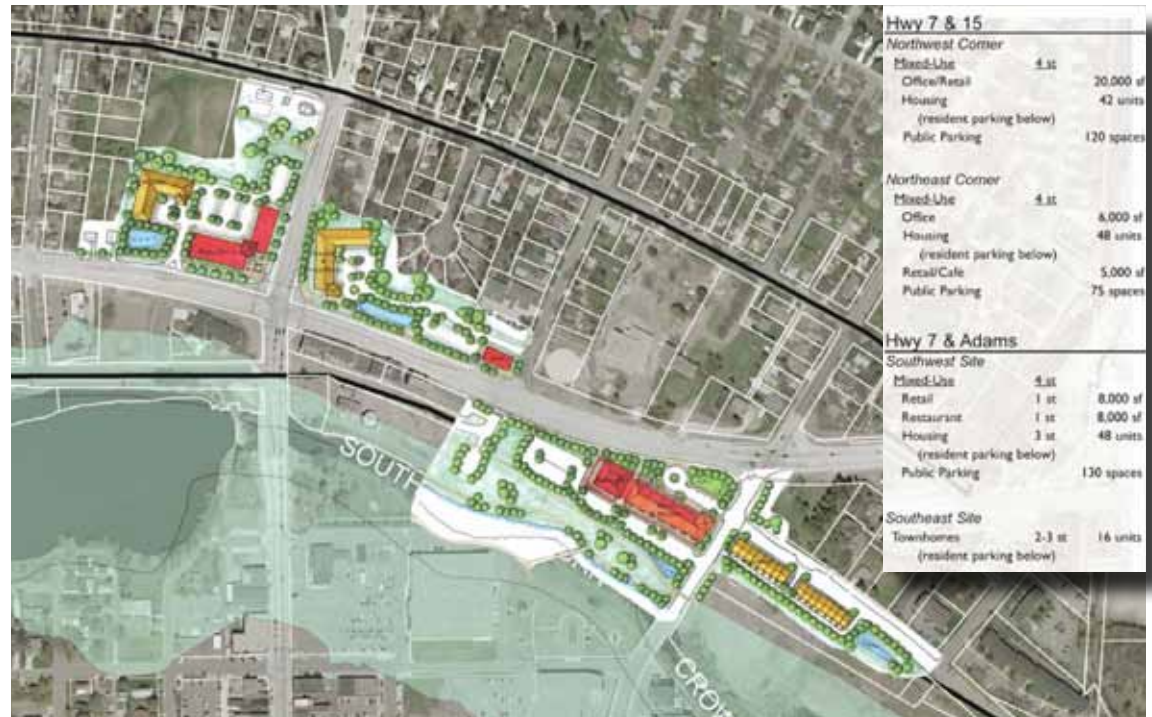 Hwy 7 & 15
Northwest Corner
Mixed-Use 4 st
Office/Retail 20,000 sf
Housing 42 units
(resident parking below)
Public Parking 120 spaces
Northeast Corner
Mixed-Use 4 st
Office 6,000 sf
Housing 48 units
(resident parking below)
Retail/Cafe 5,000 sf
Public Parking 75 spaces
Hwy 7 & Adams
Southwest Site
Mixed-Use 4 st
Retail 1 st 8,000 sf
Restaurant 1 st 8,000 sf
Housing 3 st 48 units
(resident parking below)
Public Parking 130 spaces
Southeast Site
Townhomes 2-3 st 16 units
(resident parking below)
SOUTH
CROW